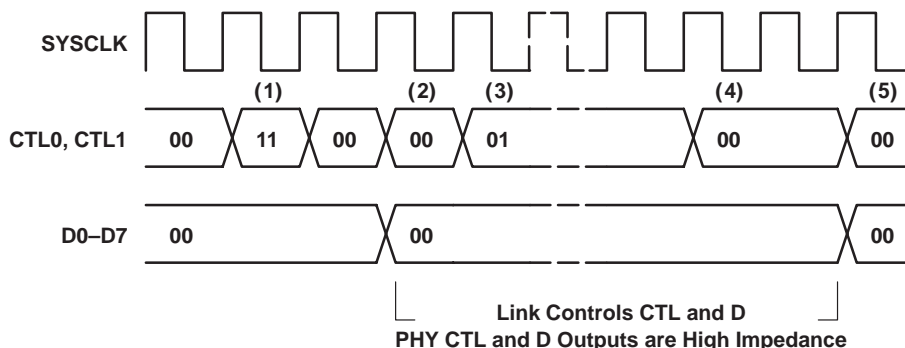 SYSCLK
(1) (2) (3) (4) (5)
CTL0, CTL1 00 11 00 00 01 00 00
D0–D7 00 00 00
Link Controls CTL and D
PHY CTL and D Outputs are High Impedance